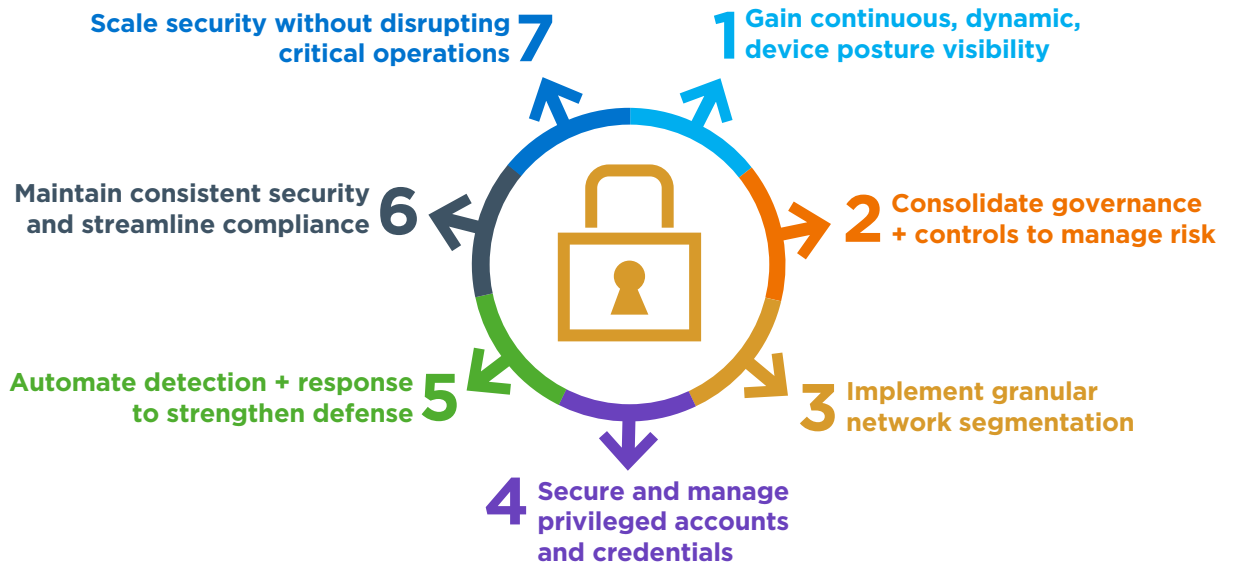 1 Gain continuous, dynamic,
device posture visibility
2 Consolidate governance
+ controls to manage risk
3 Implement granular
network segmentation
4 Secure and manage
privileged accounts
and credentials
5 Automate detection + response
to strengthen defense
6 Maintain consistent security
and streamline compliance
7 Scale security without disrupting
critical operations